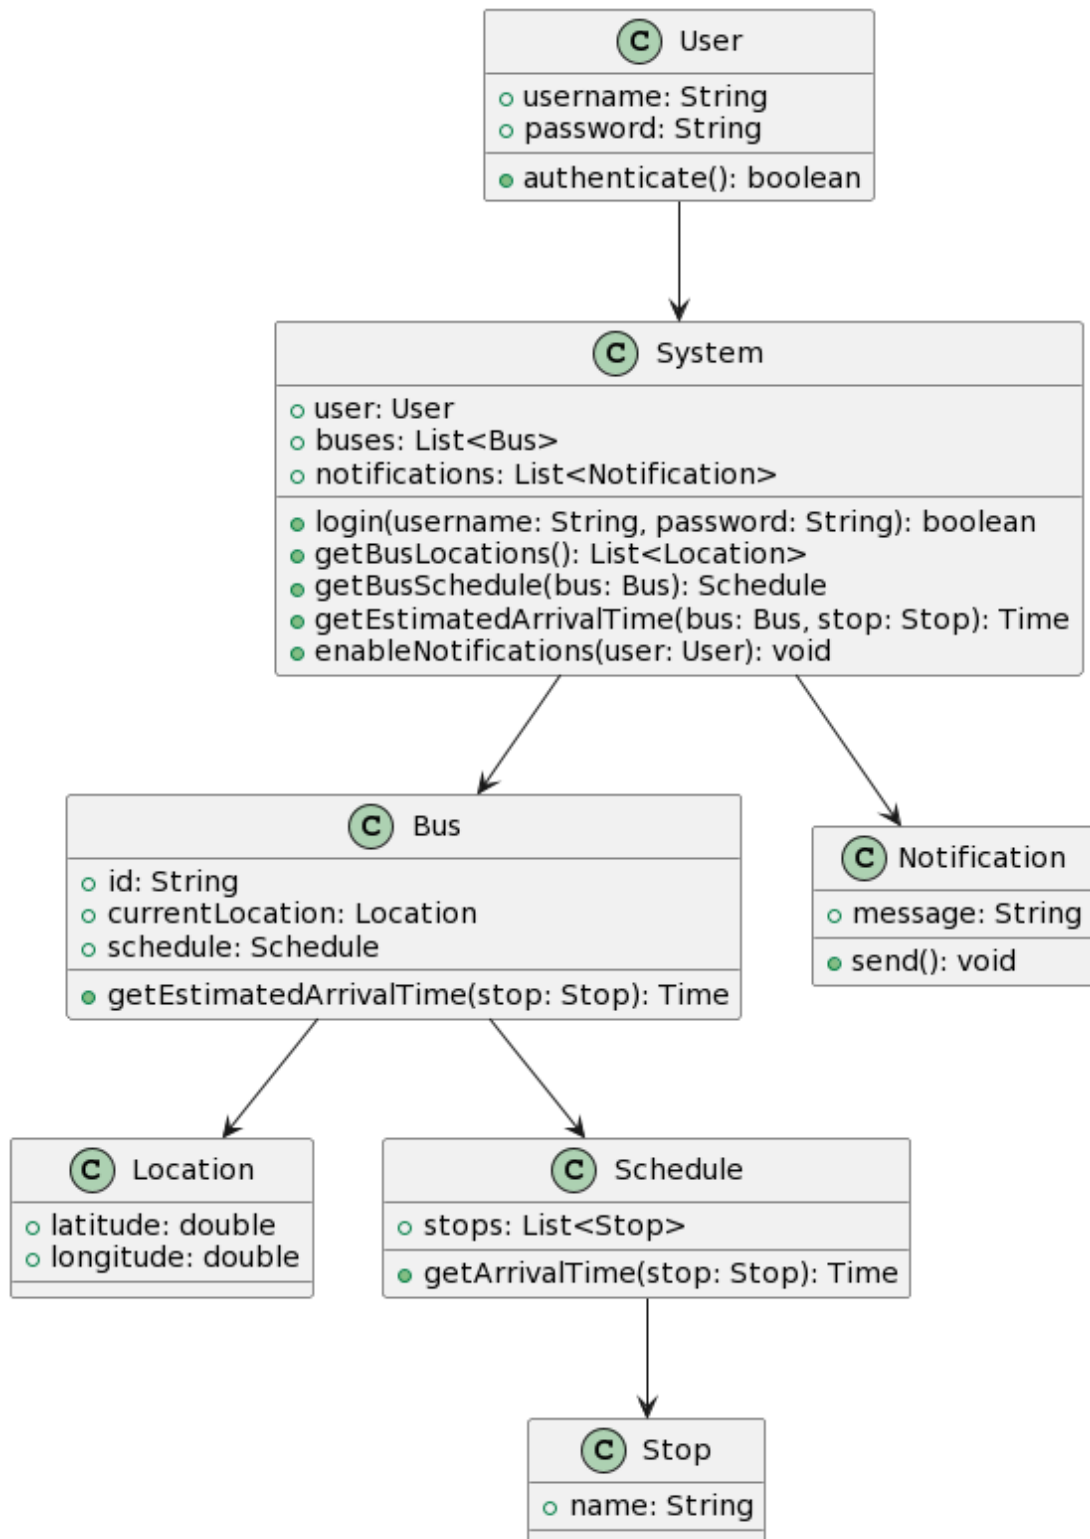 C User
username: String
password: String
authenticate(): boolean
C System
user: User
buses: List<Bus>
notifications: List<Notification>
login(username: String, password: String): boolean
getBusLocations(): List<Location>
getBusSchedule(bus: Bus): Schedule
getEstimatedArrivalTime(bus: Bus, stop: Stop): Time
enableNotifications(user: User): void
C Bus
id: String
currentLocation: Location
schedule: Schedule
getEstimatedArrivalTime(stop: Stop): Time
C Notification
message: String
send(): void
C Location
latitude: double
longitude: double
C Schedule
stops: List<Stop>
getArrivalTime(stop: Stop): Time
C Stop
name: String